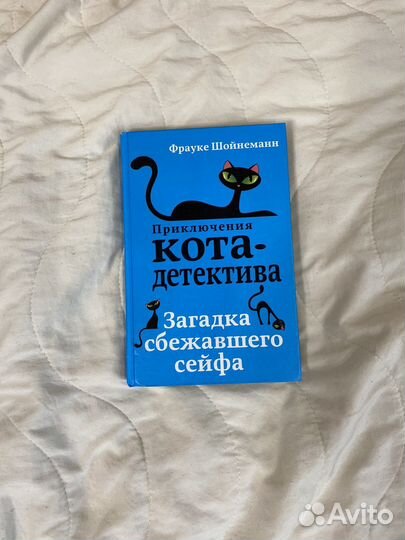 Фрауке Шойнеманн
Приключения
кота-
детектива
Загадка
сбежавшего
сейфа
Avito